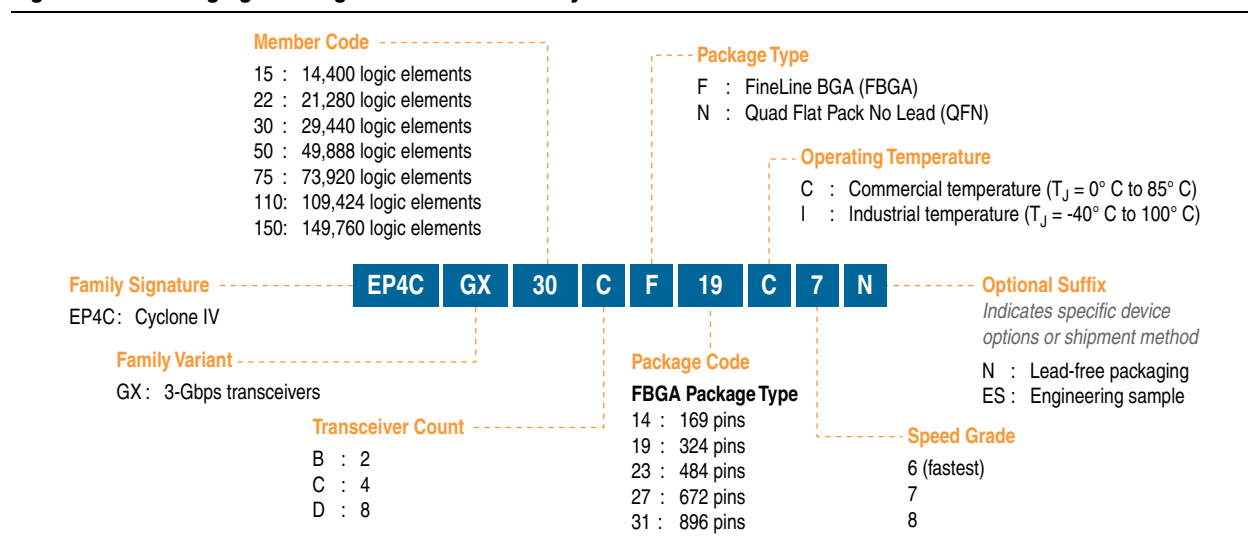 Member Code
15 : 14,400 logic elements
22 : 21,280 logic elements
30 : 29,440 logic elements
50 : 49,888 logic elements
75 : 73,920 logic elements
110: 109,424 logic elements
150: 149,760 logic elements
Package Type
F : FineLine BGA (FBGA)
N : Quad Flat Pack No Lead (QFN)
Operating Temperature
C : Commercial temperature (TJ = 0° C to 85° C)
I : Industrial temperature (TJ = -40° C to 100° C)
Family Signature
EP4C : Cyclone IV
EP4C GX 30 C F 19 C 7 N
Optional Suffix
Indicates specific device
options or shipment method
N : Lead-free packaging
ES : Engineering sample
Family Variant
GX : 3-Gbps transceivers
Transceiver Count
B : 2
C : 4
D : 8
Package Code
FBGA Package Type
14 : 169 pins
19 : 324 pins
23 : 484 pins
27 : 672 pins
31 : 896 pins
Speed Grade
6 (fastest)
7
8